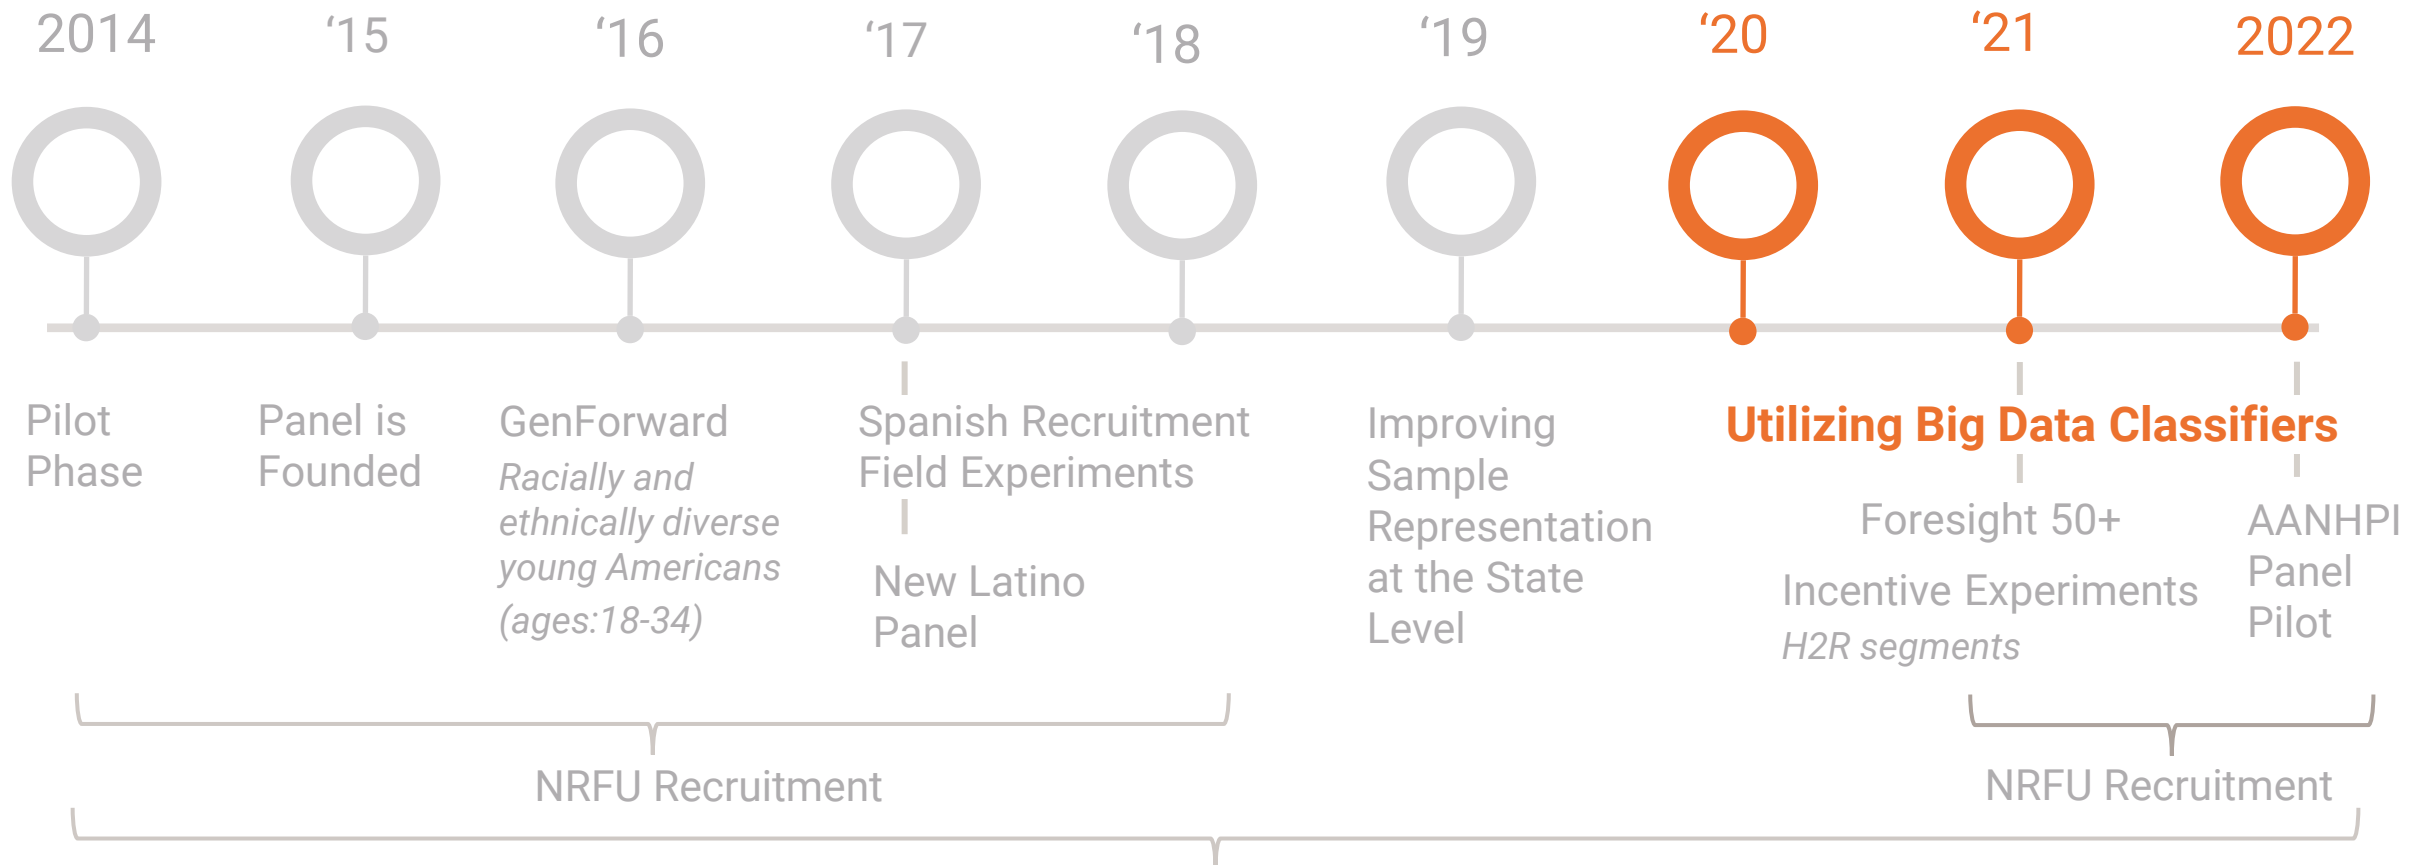 2014 ‘15 ‘16 ‘17 ‘18 ‘19 ‘20 ‘21 2022
Pilot
Phase
Panel is
Founded
GenForward
Racially and
ethnically diverse
young Americans
(ages:18-34)
Spanish Recruitment
Field Experiments
New Latino
Panel
Improving
Sample
Representation
at the State
Level
Utilizing Big Data Classifiers
Foresight 50+
Incentive Experiments
H2R segments
AANHPI
Panel
Pilot
NRFU Recruitment
NRFU Recruitment